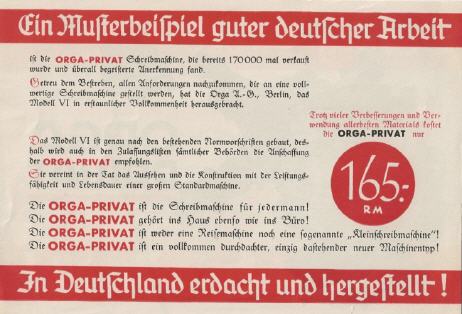 Ein Musterbeispiel guter deutscher Arbeit
ist die ORGA-PRIVAT Schreibmaschine, die bereits 170000 mal verkauft
wurde und überall begeisterte Anerkennung fand.
Getreu dem Bestreben, allen Anforderungen nachzukommen, die an eine voll-
wertige Schreibmaschine gestellt werden, hat die Orga A.-G., Berlin, das
Modell VI in erstaunlicher Vollkommenheit herausgebracht.
Das Modell VI ist genau nach den bestehenden Normvorschriften gebaut, des-
halb wird auch in den Zulassungslisten sämtlicher Behörden die Anschaffung
der ORGA-PRIVAT empfohlen.
Sie vereint in der Tat das Aussehen und die Konstruktion mit der Leistungs-
fähigkeit und Lebensdauer einer großen Standardmaschine.
Trotz vieler Verbesserungen und Ver-
wendung allerbesten Materials kostet
die ORGA-PRIVAT nur
165.-
RM
Die ORGA-PRIVAT ist die Schreibmaschine für jedermann!
Die ORGA-PRIVAT gehört ins Haus ebenso wie ins Büro!
Die ORGA-PRIVAT ist weder eine Reisemaschine noch eine sogenannte „Kleinschreibmaschine"!
Die ORGA-PRIVAT ist ein vollkommen durchdachter, einzig dastehender neuer Maschinentyp!
In Deutschland erdacht und hergestellt!